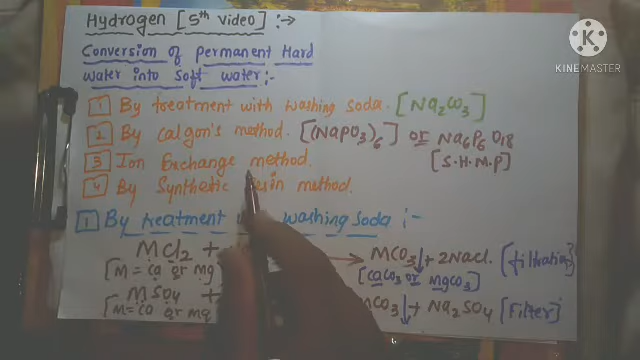 Hydrogen [5th video] :→
Conversion of permanent Hard
water into Soft water:-
1 By treatment with washing soda. [Na2CO3]
2 By calgon's method. [(NaPO3)6] or Na6P6O18
[S.H.M.P]
3 Ion Exchange method.
4 By Synthetic resin method.
1 By treatment washing soda :-
MCl2 + → MCO3↓ + 2NaCl. [filtration]
[M = Ca or mg [CaCO3 or MgCO3]
MSO4 + MCO3↓ + Na2SO4 [Filter]
[M = Ca or mg
KINEMASTER